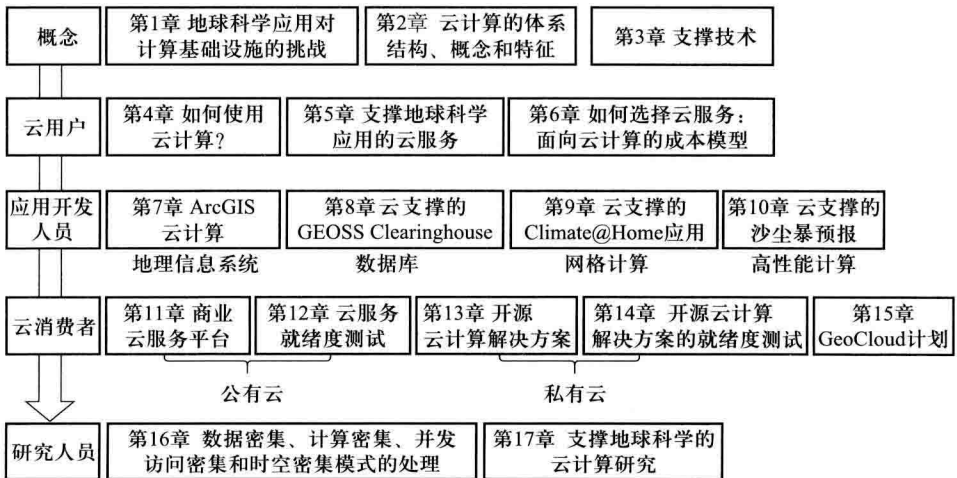 概念
第1章 地球科学应用对
计算基础设施的挑战
第2章 云计算的体系
结构、概念和特征
第3章 支撑技术
云用户
第4章 如何使用
云计算?
第5章 支撑地球科学
应用的云服务
第6章 如何选择云服务：
面向云计算的成本模型
应用开发
人员
第7章 ArcGIS
云计算
第8章云支撑的
GEOSS Clearinghouse
第9章 云支撑的
Climate@Home应用
第10章 云支撑的
沙尘暴预报
地理信息系统
数据库
网格计算
高性能计算
云消费者
第11章 商业
云服务平台
第12章 云服务
就绪度测试
第13章 开源
云计算解决方案
第14章 开源云计算
解决方案的就绪度测试
第15章
GeoCloud计划
公有云
私有云
研究人员
第16章 数据密集、计算密集、并发
访问密集和时空密集模式的处理
第17章 支撑地球科学的
云计算研究